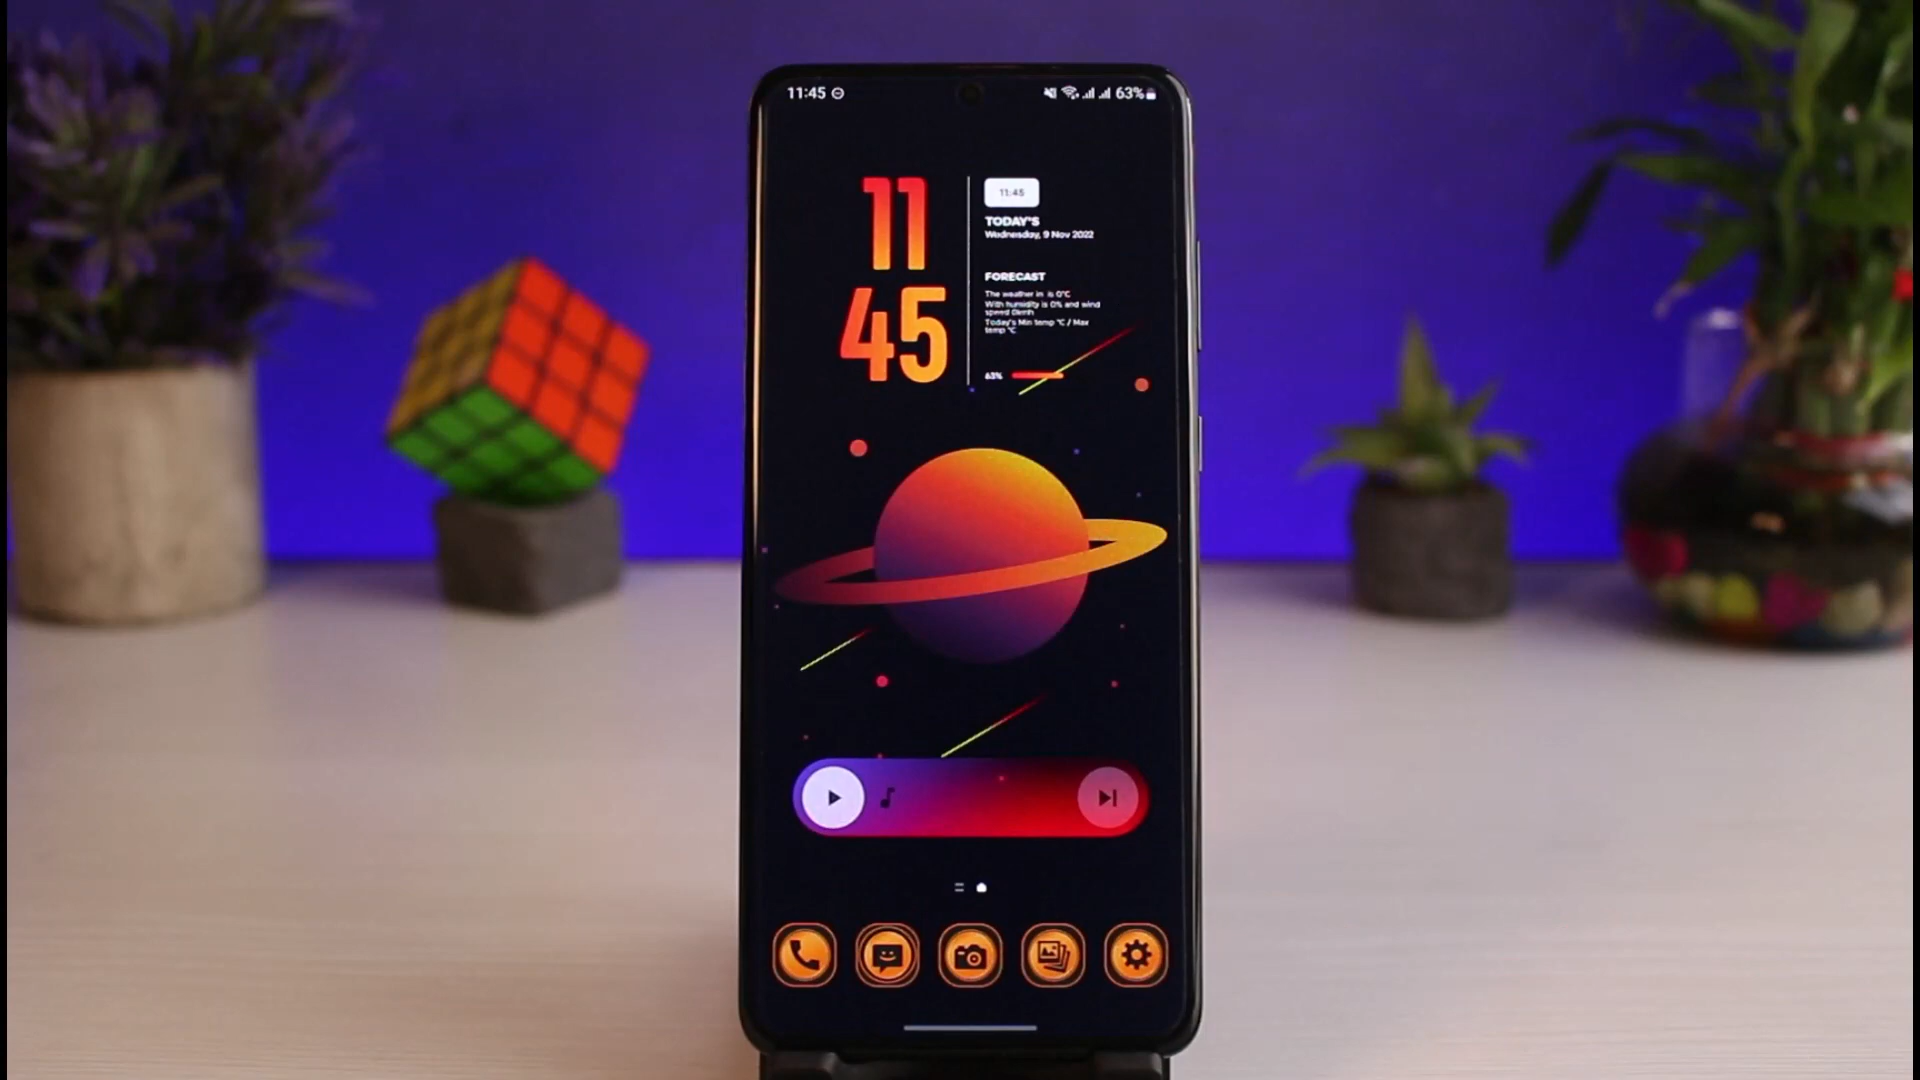 11:45
63%
11
45
11:45
TODAY'S
Wednesday, 9 Nov 2022
FORECAST
The weather in is 0°C
With humidity is 0% and wind
speed 0kmh
Today's Min temp °C / Max
temp °C
63%